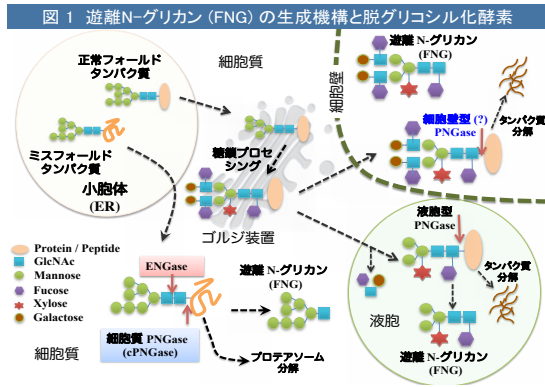 図 1 遊離N-グリカン (FNG) の生成機構と脱グリコシル化酵素
正常フォールド
タンパク質
ミスフォールド
タンパク質
小胞体
(ER)
細胞質
糖鎖プロセ
シング
ゴルジ装置
細胞壁
遊離 N-グリカン
(FNG)
細胞壁型 (?)
PNGase
タンパク質
分解
液胞型
PNGase
タンパク質
分解
液胞
遊離 N-グリカン
(FNG)
Protein / Peptide
GlcNAc
Mannose
Fucose
Xylose
Galactose
ENGase
遊離 N-グリカン
(FNG)
細胞質 PNGase
(cPNGase)
プロテアソーム
分解
細胞質